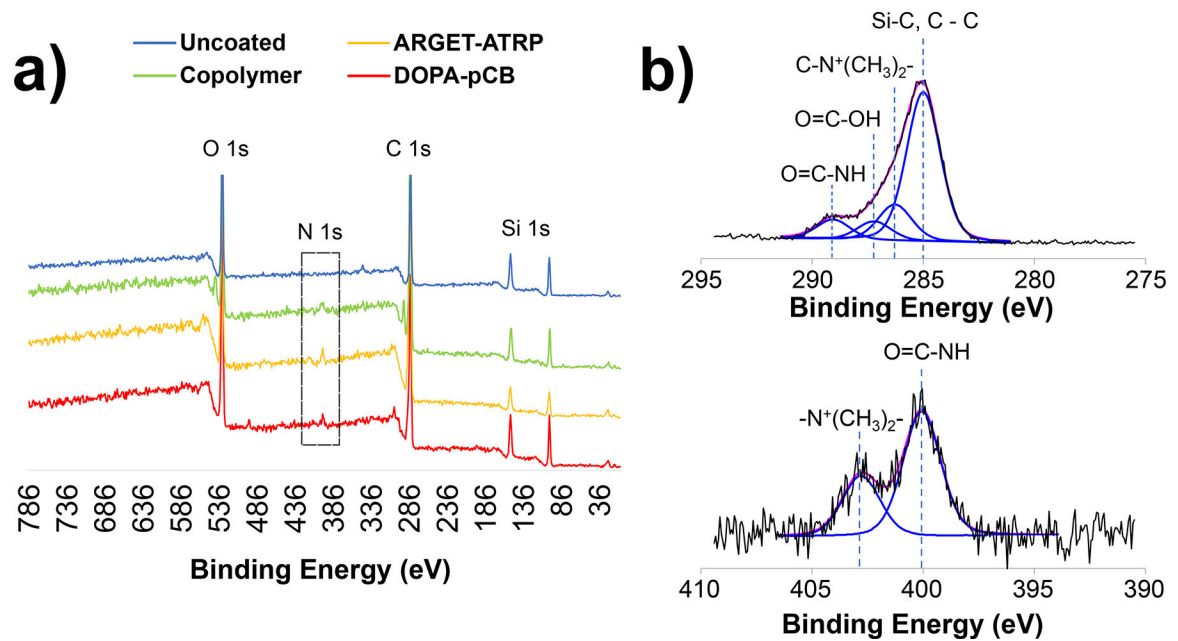 a)
Uncoated
ARGET-ATRP
Copolymer
DOPA-pCB
O 1s
C 1s
N 1s
Si 1s
786 736 686 636 586 536 486 436 386 336 286 236 186 136 86 36
Binding Energy (eV)
b)
Si-C, C - C
C-N⁺(CH₃)₂-
O=C-OH
O=C-NH
295 290 285 280 275
Binding Energy (eV)
O=C-NH
-N⁺(CH₃)₂-
410 405 400 395 390
Binding Energy (eV)